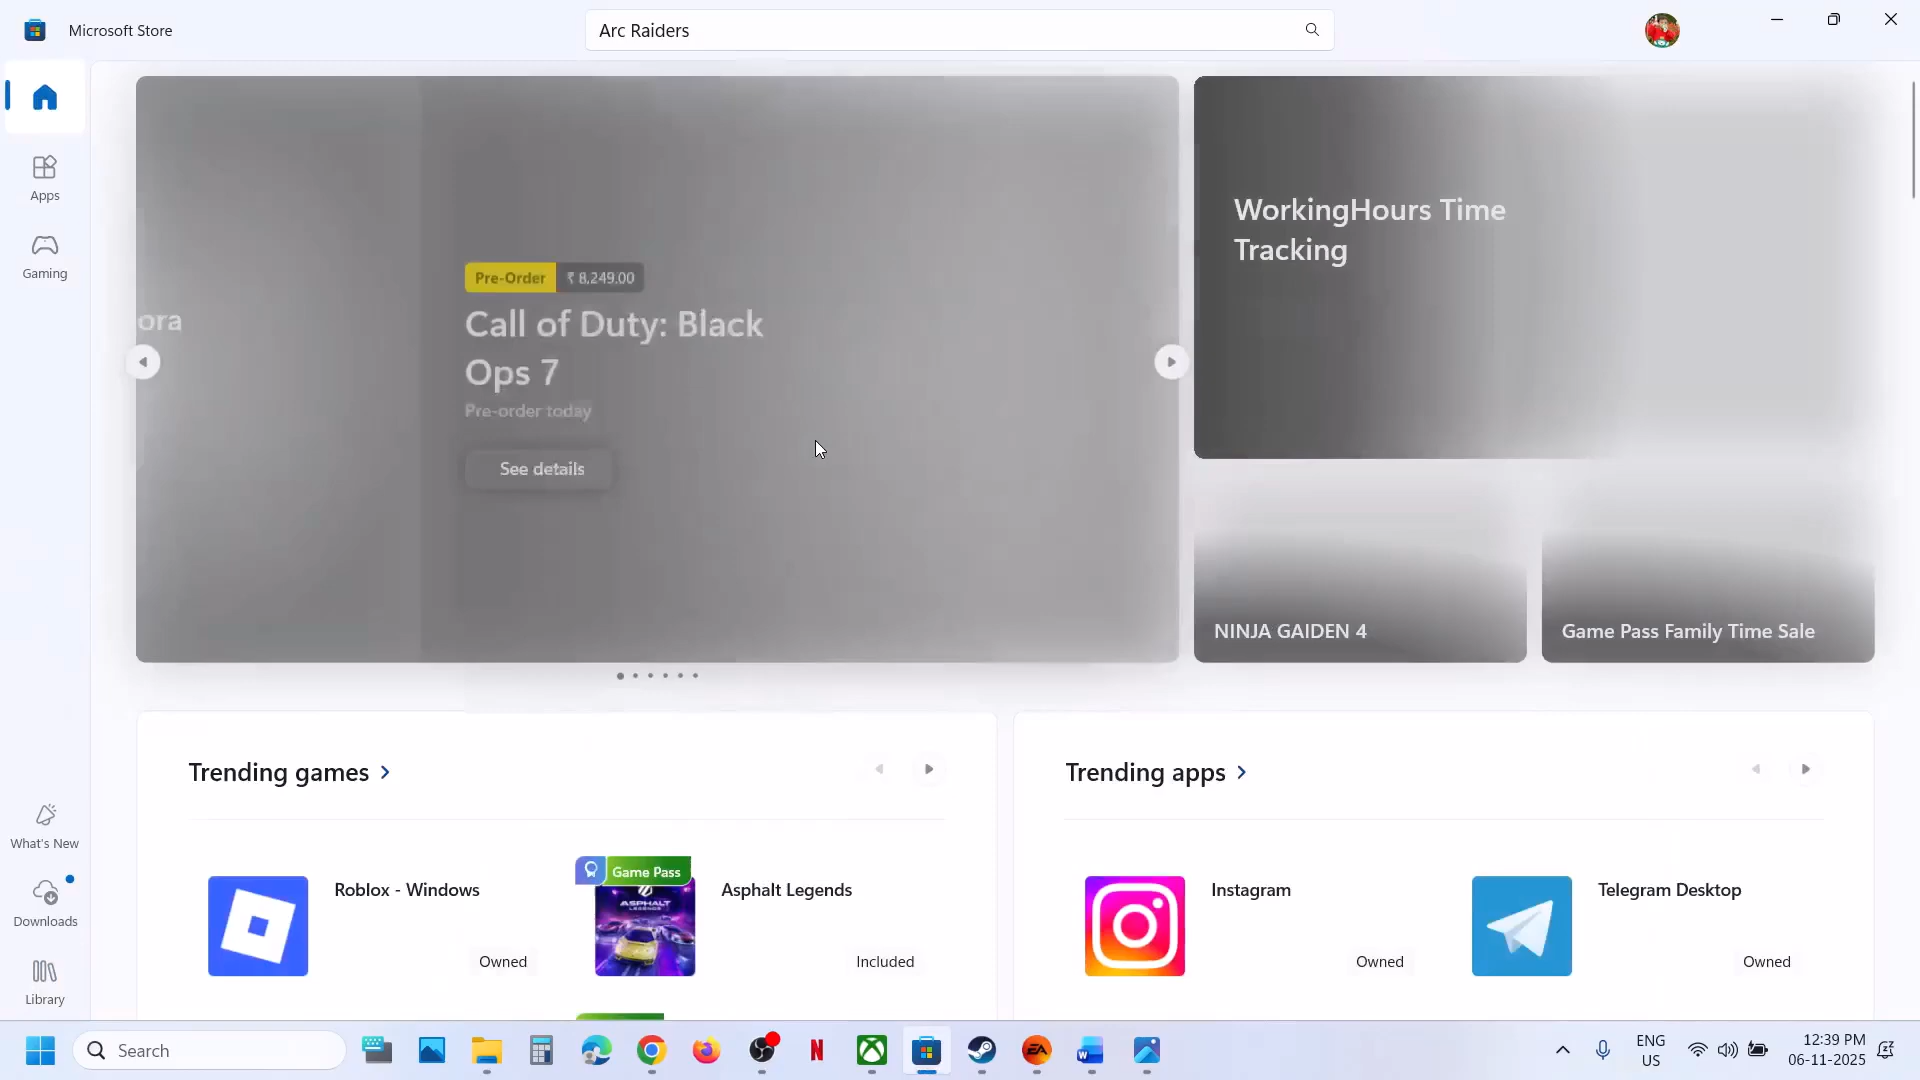 Microsoft Store
Arc Raiders
Apps
Gaming
What's New
Downloads
Library
ora
Pre-Order ₹ 8,249.00
Call of Duty: Black
Ops 7
Pre-order today
See details
WorkingHours Time
Tracking
NINJA GAIDEN 4
Game Pass Family Time Sale
Trending games
Roblox - Windows
Owned
Game Pass
ASPHALT
LEGENDS
Asphalt Legends
Included
Trending apps
Instagram
Owned
Telegram Desktop
Owned
Search
ENG
US
12:39 PM
06-11-2025